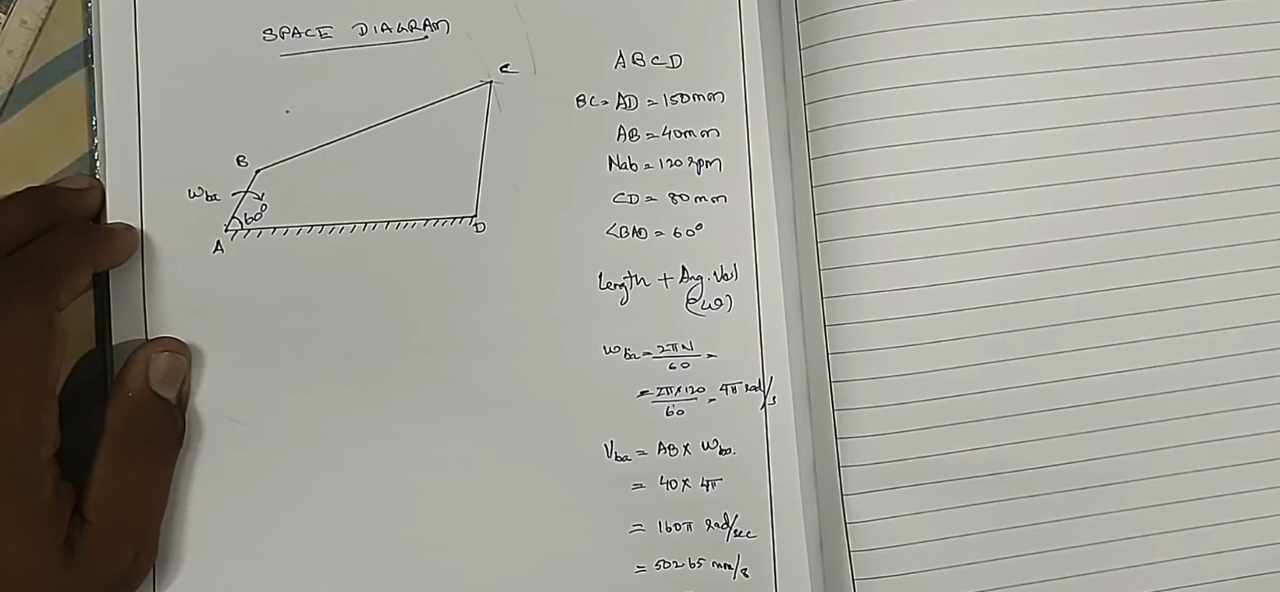 SPACE DIAGRAM
C
B
ωba
60°
A
D
ABCD
BC = AD = 150mm
AB = 40mm
Nab = 120 rpm
CD = 80mm
∠BAD = 60°
Length + Ang. Vel
(ω)
ωba = 2πN/60 =
= 2π×120/60 = 4π rad/s
Vba = AB × ωba.
= 40 × 4π
= 160π rad/sec
= 502.65 mm/s